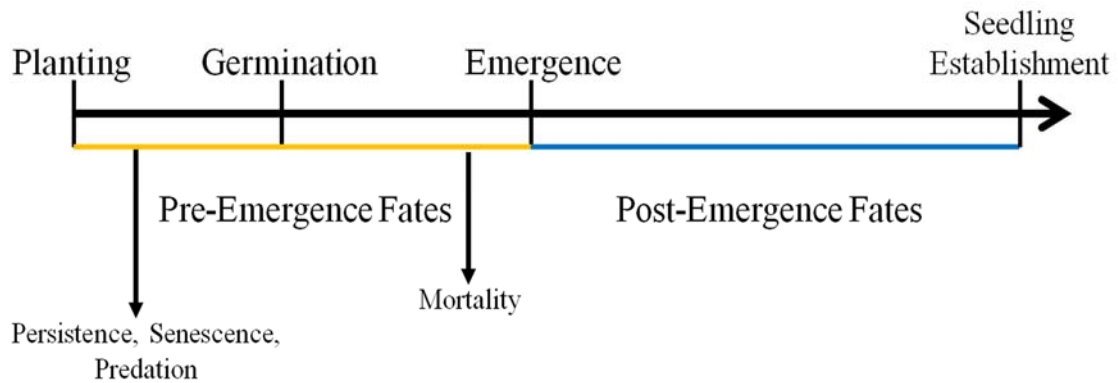 Planting
Germination
Emergence
Seedling
Establishment
Pre-Emergence Fates
Post-Emergence Fates
Mortality
Persistence, Senescence,
Predation